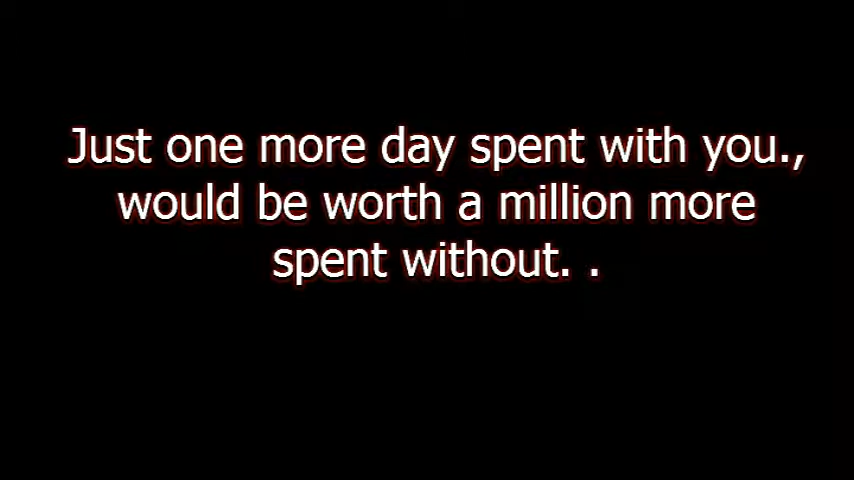 Just one more day spent with you.,
would be worth a million more
spent without. .